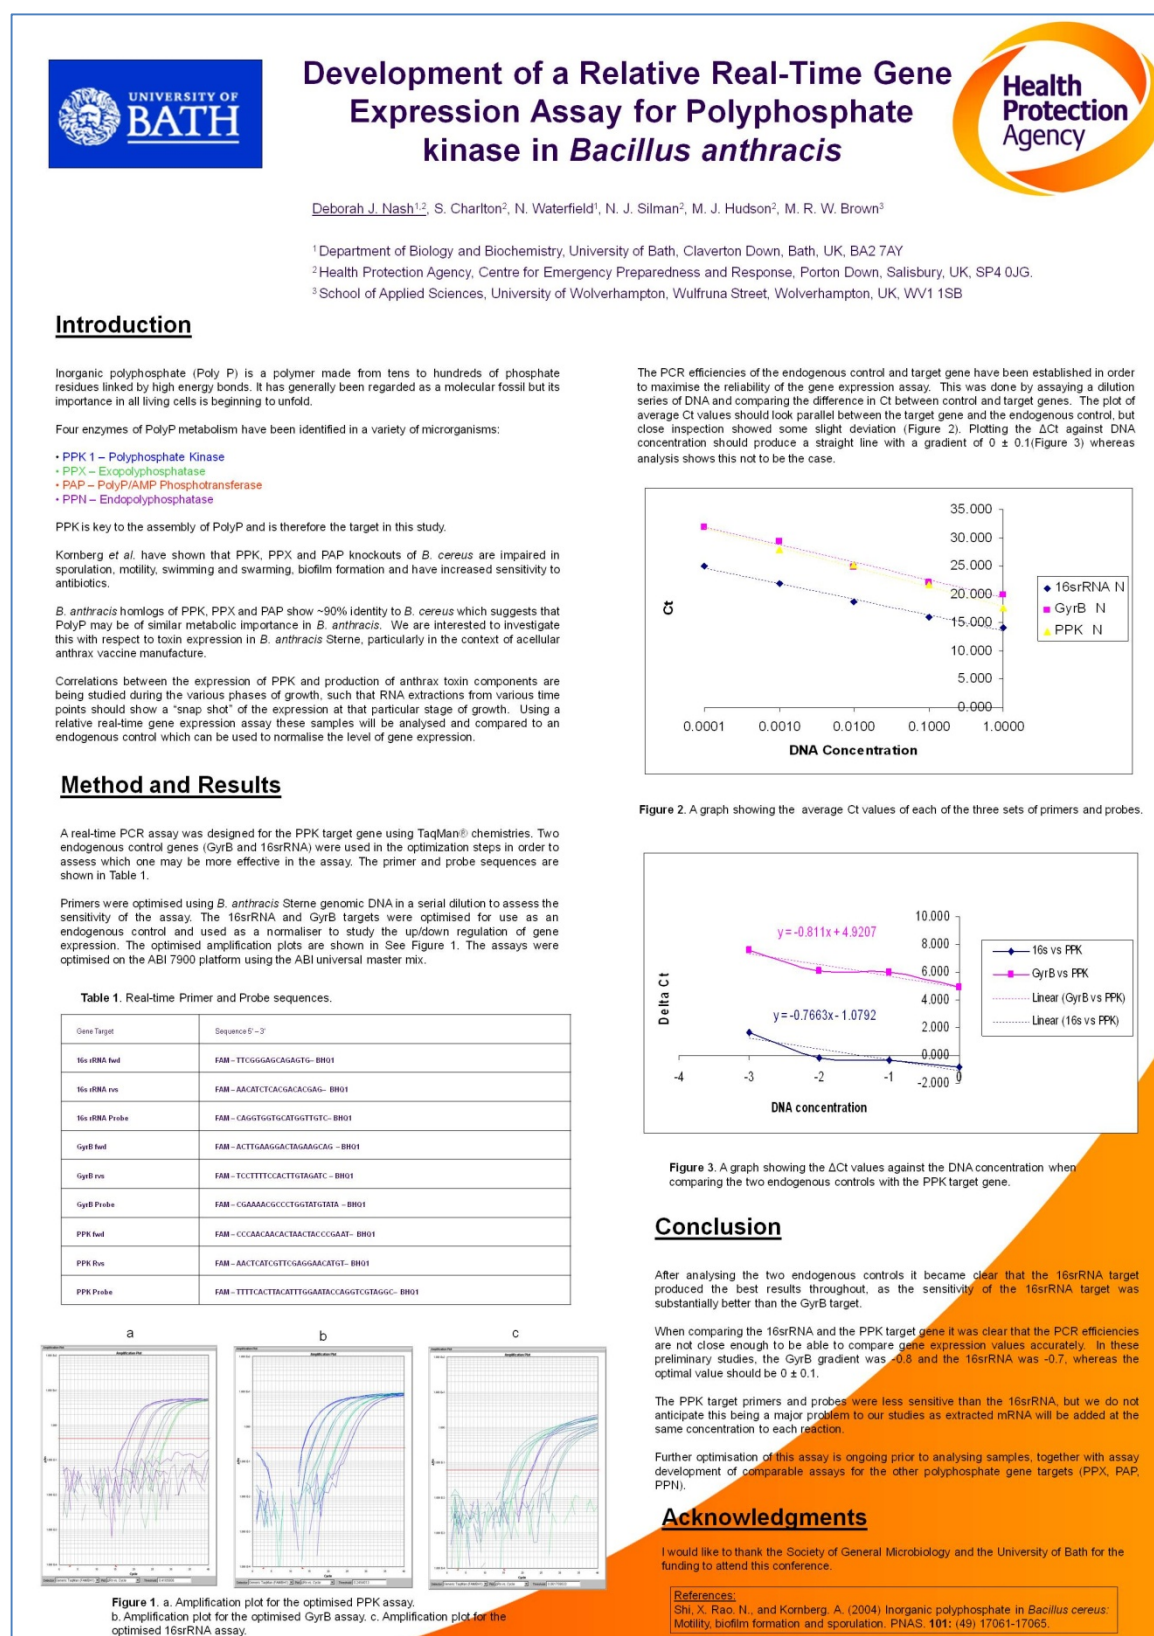 UNIVERSITY OF
BATH
Development of a Relative Real-Time Gene
Expression Assay for Polyphosphate
kinase in Bacillus anthracis
Health
Protection
Agency
Deborah J. Nash1,2, S. Charlton2, N. Waterfield1, N. J. Silman2, M. J. Hudson2, M. R. W. Brown3
1 Department of Biology and Biochemistry, University of Bath, Claverton Down, Bath, UK, BA2 7AY
2 Health Protection Agency, Centre for Emergency Preparedness and Response, Porton Down, Salisbury, UK, SP4 0JG.
3 School of Applied Sciences, University of Wolverhampton, Wulfruna Street, Wolverhampton, UK, WV1 1SB
Introduction
Inorganic polyphosphate (Poly P) is a polymer made from tens to hundreds of phosphate
residues linked by high energy bonds. It has generally been regarded as a molecular fossil but its
importance in all living cells is beginning to unfold.
Four enzymes of PolyP metabolism have been identified in a variety of microorganisms:
• PPK 1 – Polyphosphate Kinase
• PPX – Exopolyphosphatase
• PAP – PolyP/AMP Phosphotransferase
• PPN – Endopolyphosphatase
PPK is key to the assembly of PolyP and is therefore the target in this study.
Kornberg et al. have shown that PPK, PPX and PAP knockouts of B. cereus are impaired in
sporulation, motility, swimming and swarming, biofilm formation and have increased sensitivity to
antibiotics.
B. anthracis homologs of PPK, PPX and PAP show ~90% identity to B. cereus which suggests that
PolyP may be of similar metabolic importance in B. anthracis. We are interested to investigate
this with respect to toxin expression in B. anthracis Sterne, particularly in the context of acellular
anthrax vaccine manufacture.
Correlations between the expression of PPK and production of anthrax toxin components are
being studied during the various phases of growth, such that RNA extractions from various time
points should show a "snap shot" of the expression at that particular stage of growth. Using a
relative real-time gene expression assay these samples will be analysed and compared to an
endogenous control which can be used to normalise the level of gene expression.
Method and Results
A real-time PCR assay was designed for the PPK target gene using TaqMan® chemistries. Two
endogenous control genes (GyrB and 16srRNA) were used in the optimization steps in order to
assess which one may be more effective in the assay. The primer and probe sequences are
shown in Table 1.
Primers were optimised using B. anthracis Sterne genomic DNA in a serial dilution to assess the
sensitivity of the assay. The 16srRNA and GyrB targets were optimised for use as an
endogenous control and used as a normaliser to study the up/down regulation of gene
expression. The optimised amplification plots are shown in See Figure 1. The assays were
optimised on the ABI 7900 platform using the ABI universal master mix.
Table 1. Real-time Primer and Probe sequences.
Gene Target Sequence 5' – 3'
16s rRNA fwd FAM – TTCGGGAGCAGAGTG– BHQ1
16s rRNA rvs FAM – AACATCTCACGACACGAG– BHQ1
16s rRNA Probe FAM – CAGGTGGTGCATGGTTGTC– BHQ1
GyrB fwd FAM – ACTTGAAGGACTAGAAGCAG – BHQ1
GyrB rvs FAM – TCCTTTTCCACTTGTAGATC – BHQ1
GyrB Probe FAM – CGAAAACGCCCTGGTATGTATA – BHQ1
PPK fwd FAM – CCCAACAACACTAACTACCCGAAT– BHQ1
PPK Rvs FAM – AACTCATCGTTCGAGGAACATGT– BHQ1
PPK Probe FAM – TTTTCACTTACATTTGGAATACCAGGTCGTAGGC– BHQ1
a b c
Amplification Plot
Amplification Plot
Amplification Plot
Cycle
Cycle
Cycle
Figure 1. a. Amplification plot for the optimised PPK assay.
b. Amplification plot for the optimised GyrB assay. c. Amplification plot for the
optimised 16srRNA assay.
The PCR efficiencies of the endogenous control and target gene have been established in order
to maximise the reliability of the gene expression assay. This was done by assaying a dilution
series of DNA and comparing the difference in Ct between control and target genes. The plot of
average Ct values should look parallel between the target gene and the endogenous control, but
close inspection showed some slight deviation (Figure 2). Plotting the ΔCt against DNA
concentration should produce a straight line with a gradient of 0 ± 0.1(Figure 3) whereas
analysis shows this not to be the case.
35.000
30.000
25.000
20.000
15.000
10.000
5.000
0.000
Ct
0.0001 0.0010 0.0100 0.1000 1.0000
DNA Concentration
16srRNA N
GyrB N
PPK N
Figure 2. A graph showing the average Ct values of each of the three sets of primers and probes.
10.000
8.000
6.000
4.000
2.000
0.000
-2.000
Delta Ct
y = -0.811x + 4.9207
y = -0.7663x - 1.0792
-4 -3 -2 -1 0
DNA concentration
16s vs PPK
GyrB vs PPK
Linear (GyrB vs PPK)
Linear (16s vs PPK)
Figure 3. A graph showing the ΔCt values against the DNA concentration when
comparing the two endogenous controls with the PPK target gene.
Conclusion
After analysing the two endogenous controls it became clear that the 16srRNA target
produced the best results throughout, as the sensitivity of the 16srRNA target was
substantially better than the GyrB target.
When comparing the 16srRNA and the PPK target gene it was clear that the PCR efficiencies
are not close enough to be able to compare gene expression values accurately. In these
preliminary studies, the GyrB gradient was -0.8 and the 16srRNA was -0.7, whereas the
optimal value should be 0 ± 0.1.
The PPK target primers and probes were less sensitive than the 16srRNA, but we do not
anticipate this being a major problem to our studies as extracted mRNA will be added at the
same concentration to each reaction.
Further optimisation of this assay is ongoing prior to analysing samples, together with assay
development of comparable assays for the other polyphosphate gene targets (PPX, PAP,
PPN).
Acknowledgments
I would like to thank the Society of General Microbiology and the University of Bath for the
funding to attend this conference.
References:
Shi, X. Rao. N., and Kornberg. A. (2004) Inorganic polyphosphate in Bacillus cereus:
Motility, biofilm formation and sporulation. PNAS. 101: (49) 17061-17065.